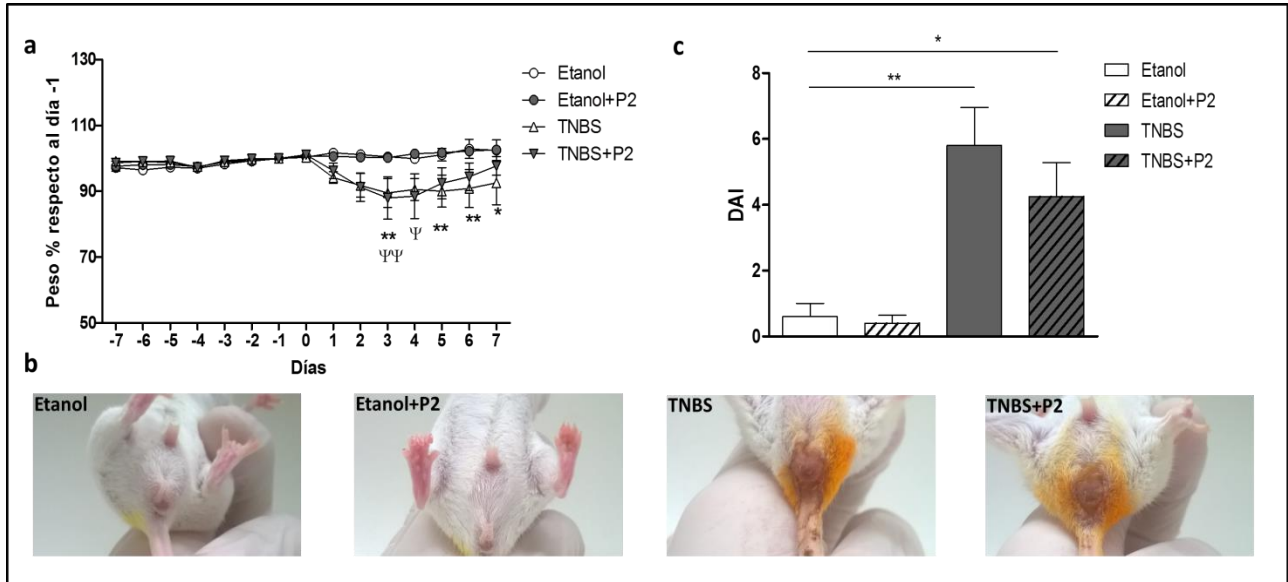 a
130
110
90
70
50
Peso % respecto al día -1
Etanol
Etanol+P2
TNBS
TNBS+P2
** Ψ ** ** *
ΨΨ
-7 -6 -5 -4 -3 -2 -1 0 1 2 3 4 5 6 7
Días
c
*
**
8
6
4
2
0
DAI
Etanol
Etanol+P2
TNBS
TNBS+P2
b
Etanol
Etanol+P2
TNBS
TNBS+P2